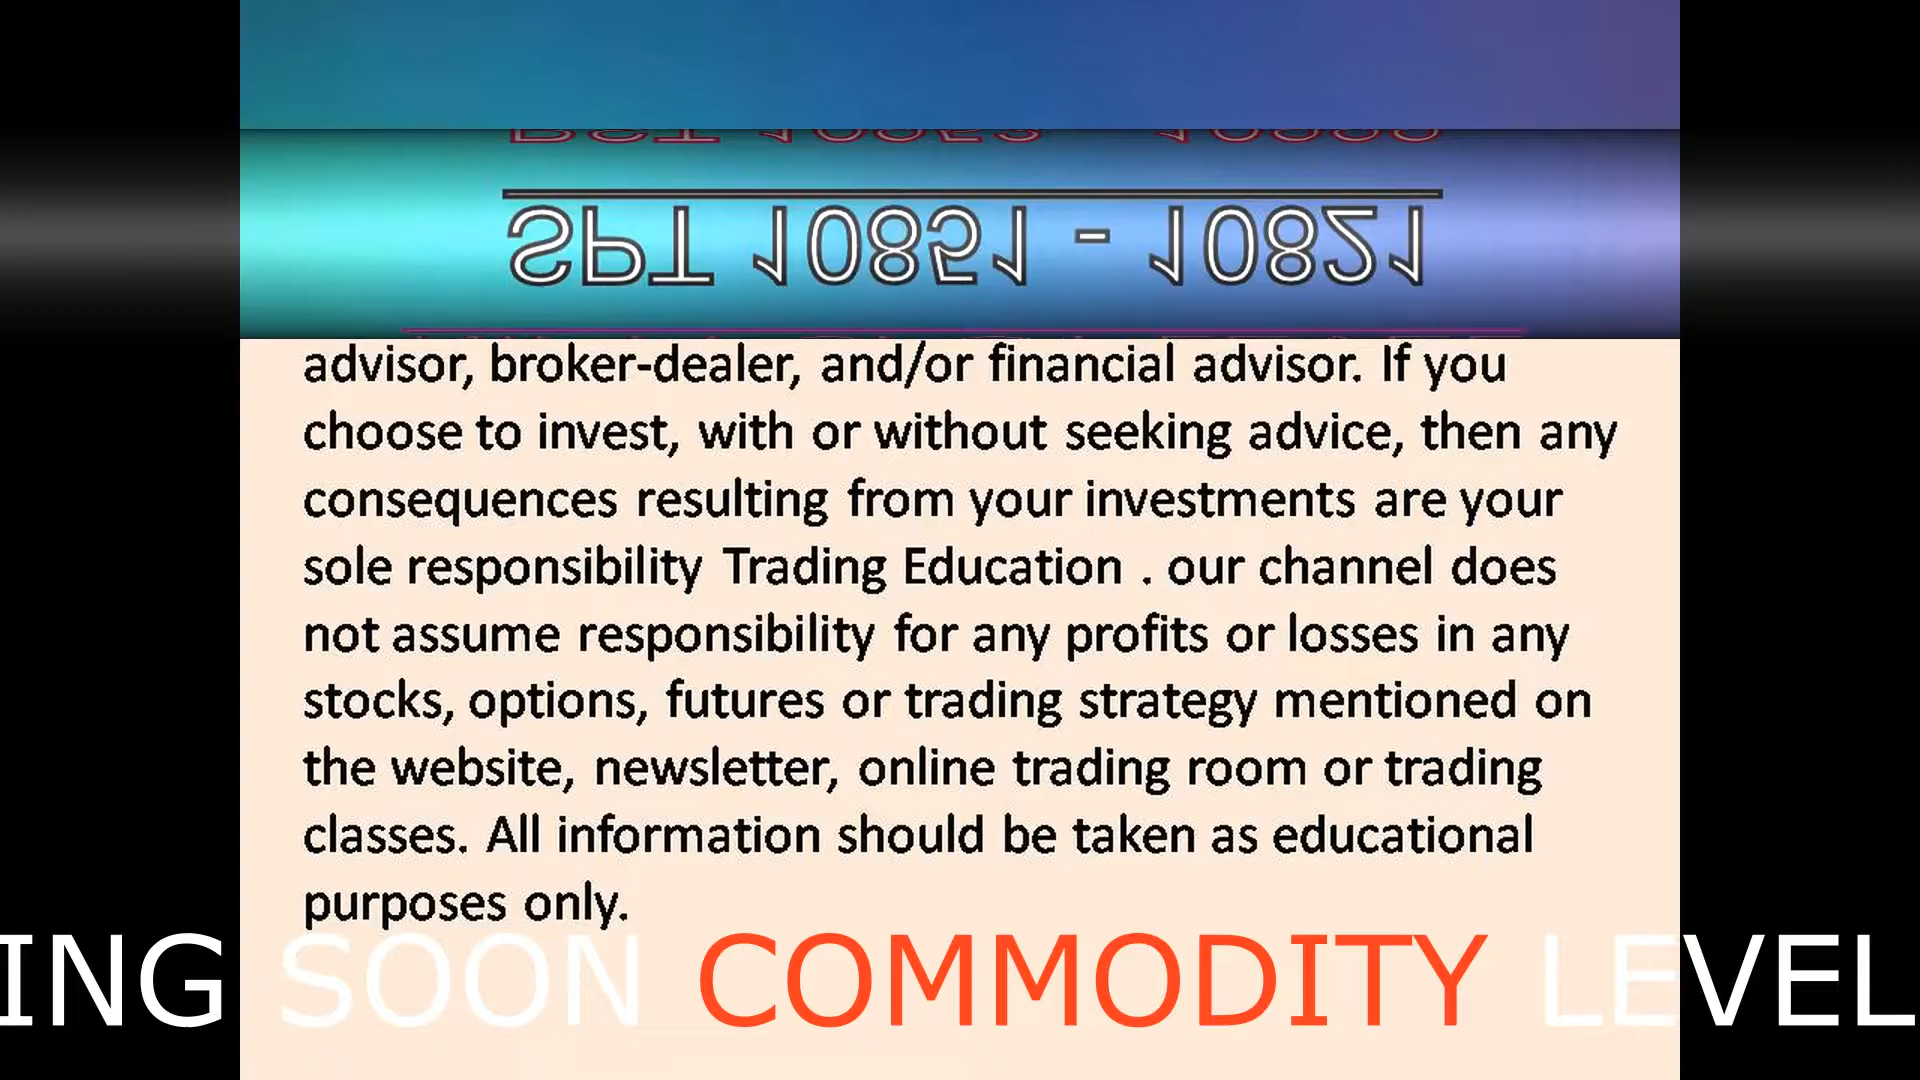 SPT 10851 - 10821
advisor, broker-dealer, and/or financial advisor. If you
choose to invest, with or without seeking advice, then any
consequences resulting from your investments are your
sole responsibility Trading Education . our channel does
not assume responsibility for any profits or losses in any
stocks, options, futures or trading strategy mentioned on
the website, newsletter, online trading room or trading
classes. All information should be taken as educational
purposes only.
ING SOON COMMODITY LEVEL